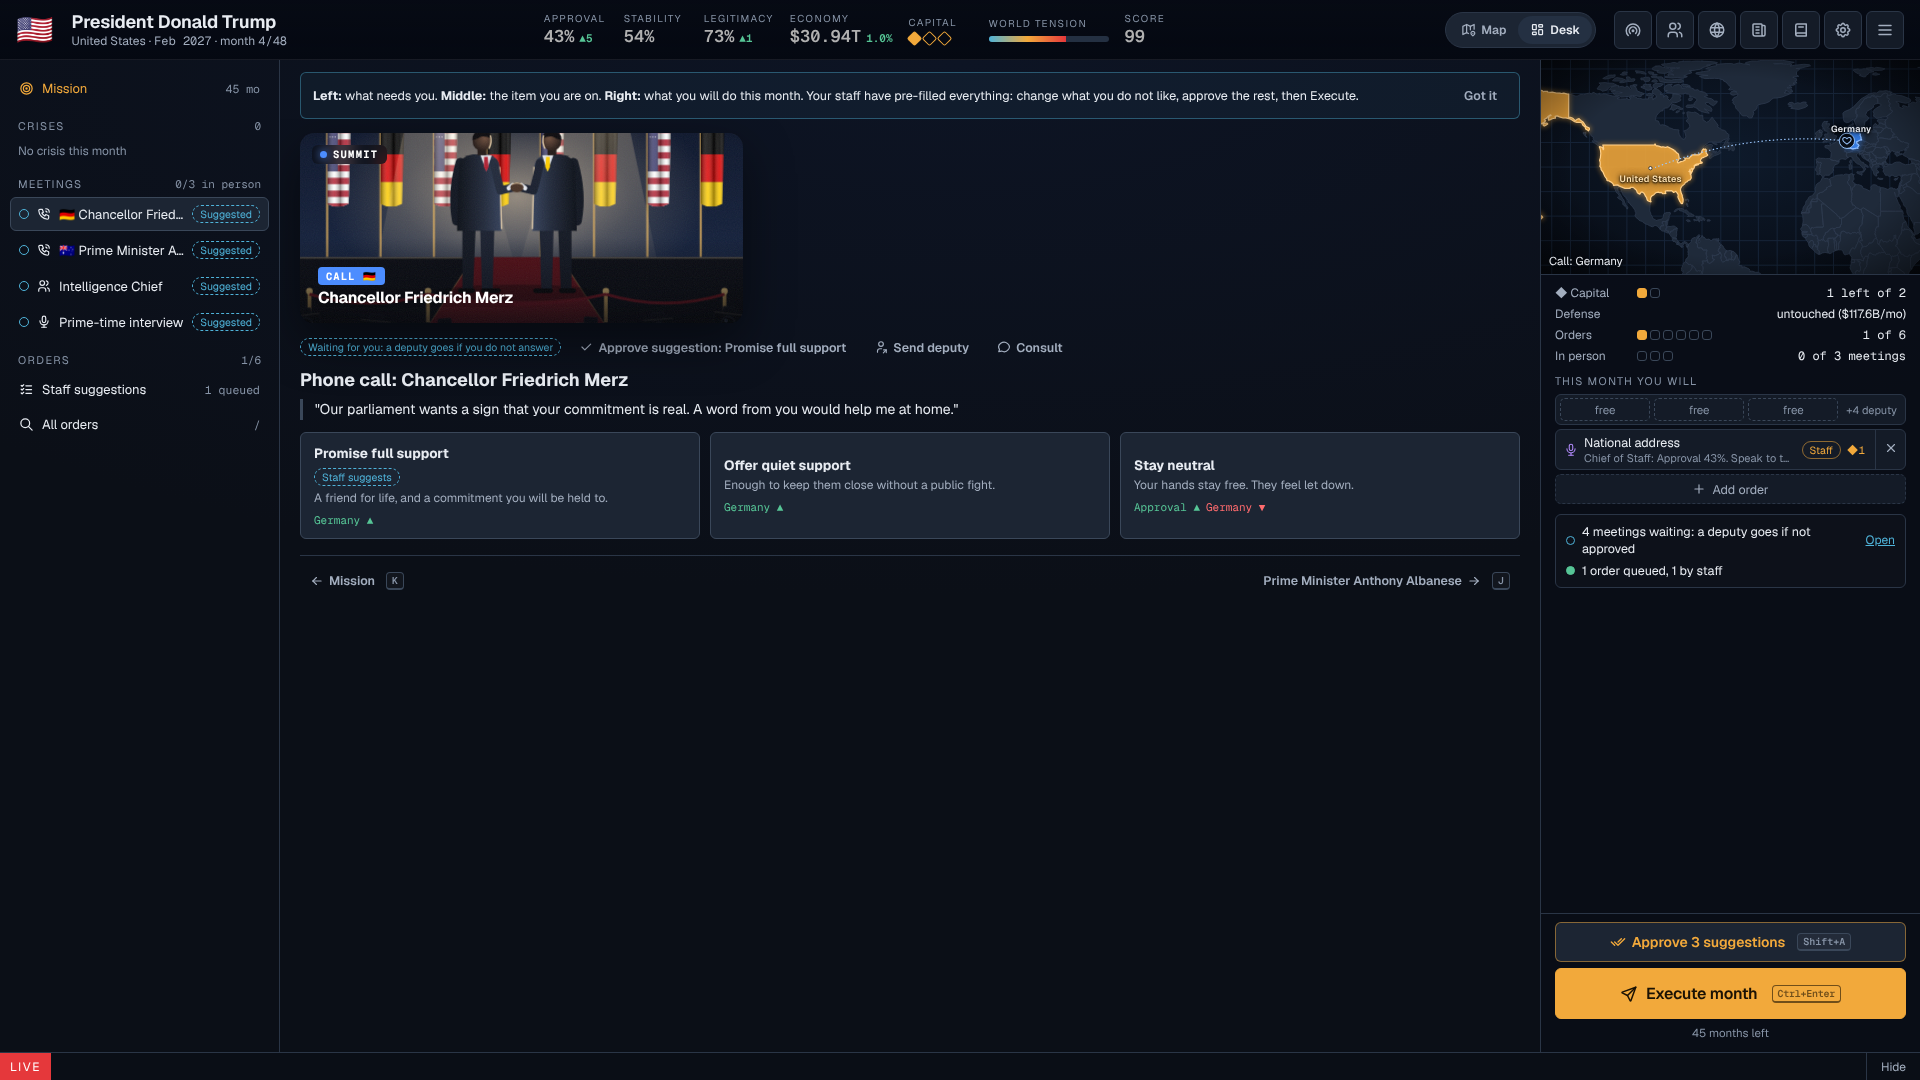 President Donald Trump
United States · Feb 2027 · month 4/48
APPROVAL
43% ▲5
STABILITY
54%
LEGITIMACY
73% ▲1
ECONOMY
$30.94T 1.0%
CAPITAL
WORLD TENSION
SCORE
99
Map
Desk
Mission
45 mo
CRISES
0
No crisis this month
MEETINGS
0/3 in person
Chancellor Fried…
Suggested
Prime Minister A…
Suggested
Intelligence Chief
Suggested
Prime-time interview
Suggested
ORDERS
1/6
Staff suggestions
1 queued
All orders
/
Left: what needs you. Middle: the item you are on. Right: what you will do this month. Your staff have pre-filled everything: change what you do not like, approve the rest, then Execute.
Got it
SUMMIT
CALL
Chancellor Friedrich Merz
Waiting for you: a deputy goes if you do not answer
Approve suggestion: Promise full support
Send deputy
Consult
Phone call: Chancellor Friedrich Merz
"Our parliament wants a sign that your commitment is real. A word from you would help me at home."
Promise full support
Staff suggests
A friend for life, and a commitment you will be held to.
Germany ▲
Offer quiet support
Enough to keep them close without a public fight.
Germany ▲
Stay neutral
Your hands stay free. They feel let down.
Approval ▲ Germany ▼
← Mission K
Prime Minister Anthony Albanese → J
Germany
United States
Call: Germany
Capital
1 left of 2
Defense
untouched ($117.6B/mo)
Orders
1 of 6
In person
0 of 3 meetings
THIS MONTH YOU WILL
free
free
free
+4 deputy
National address
Chief of Staff: Approval 43%. Speak to t…
Staff
◆1
×
+ Add order
4 meetings waiting: a deputy goes if not approved
Open
1 order queued, 1 by staff
Approve 3 suggestions Shift+A
Execute month Ctrl+Enter
45 months left
LIVE
Hide